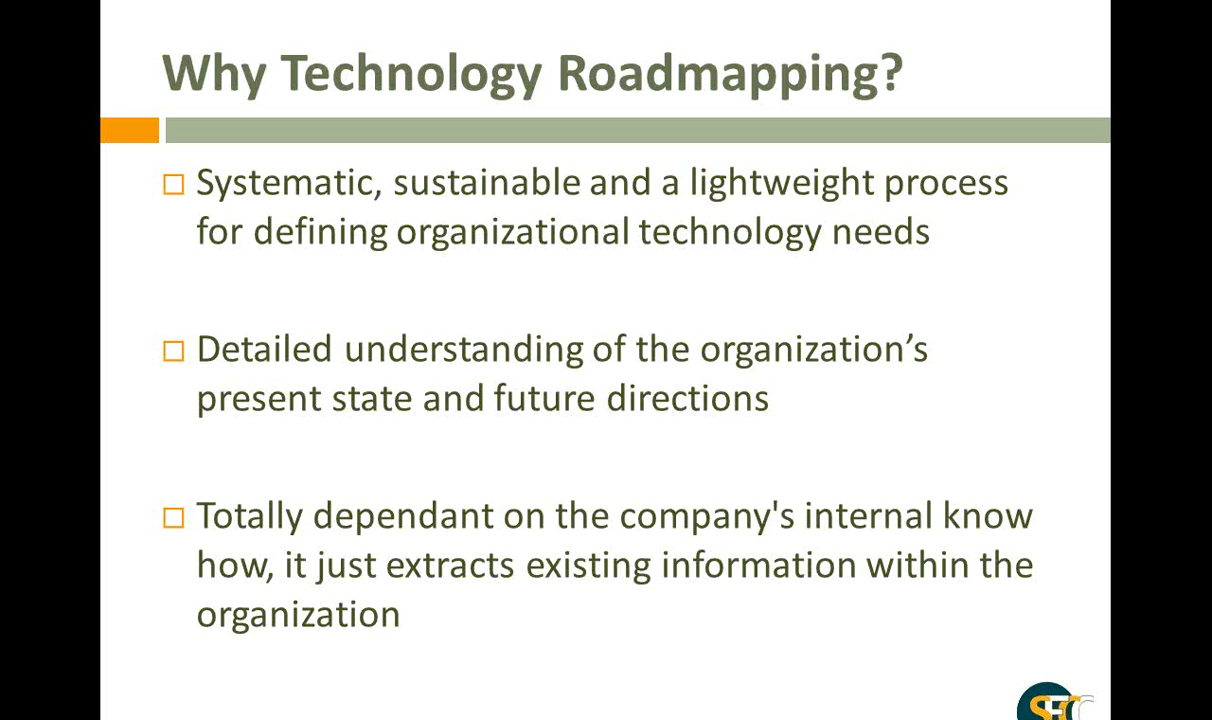 Why Technology Roadmapping?
Systematic, sustainable and a lightweight process
for defining organizational technology needs
Detailed understanding of the organization’s
present state and future directions
Totally dependant on the company's internal know
how, it just extracts existing information within the
organization